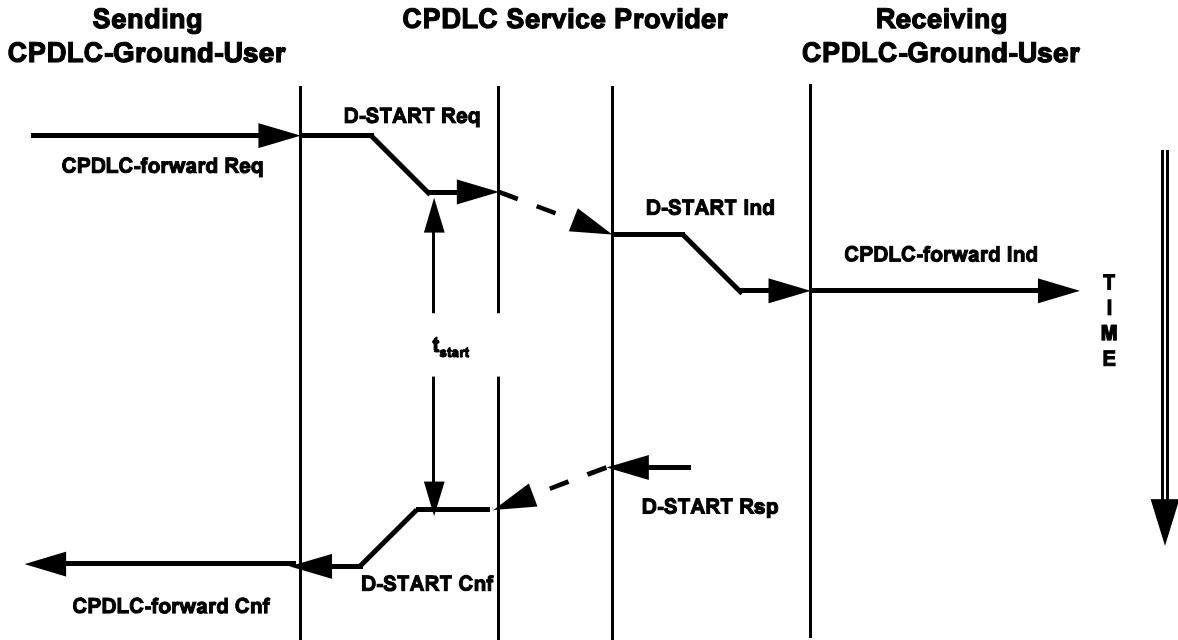 Sending
CPDLC-Ground-User
CPDLC Service Provider
Receiving
CPDLC-Ground-User
D-START Req
CPDLC-forward Req
D-START Ind
CPDLC-forward Ind
T
I
M
E
tstart
D-START Rsp
D-START Cnf
CPDLC-forward Cnf